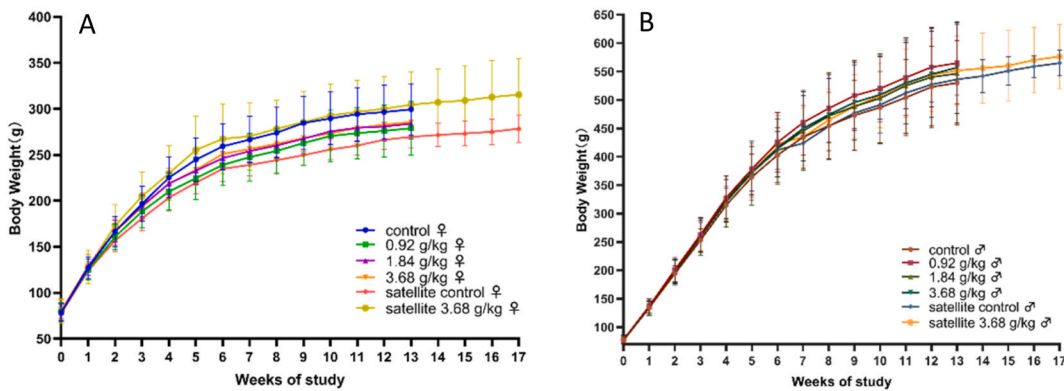 A
Body Weight(g)
400
350
300
250
200
150
100
50
0 1 2 3 4 5 6 7 8 9 10 11 12 13 14 15 16 17
Weeks of study
control ♀
0.92 g/kg ♀
1.84 g/kg ♀
3.68 g/kg ♀
satellite control ♀
satellite 3.68 g/kg ♀
B
Body Weight(g)
650
600
550
500
450
400
350
300
250
200
150
100
0 1 2 3 4 5 6 7 8 9 10 11 12 13 14 15 16 17
Weeks of study
control ♂
0.92 g/kg ♂
1.84 g/kg ♂
3.68 g/kg ♂
satellite control ♂
satellite 3.68 g/kg ♂